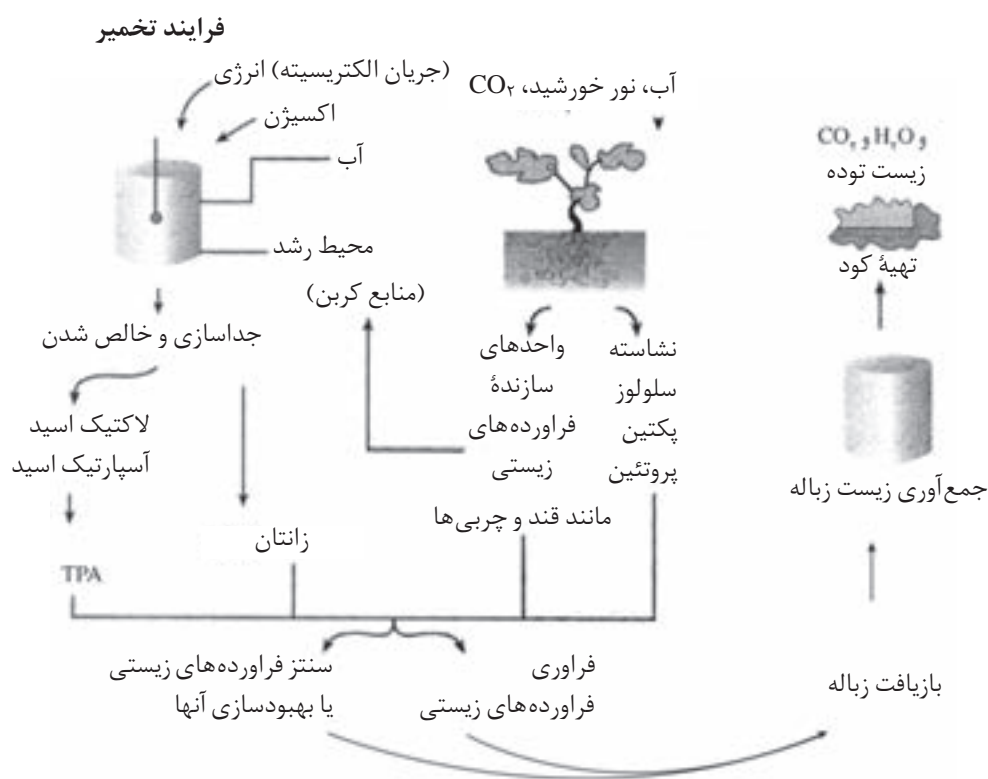 فرایند تخمیر
(جریان الکتریسیته) انرژی
اکسیژن
آب
محیط رشد
جداسازی و خالص شدن
لاکتیک اسید
آسپارتیک اسید
TPA
زانتان
آب، نور خورشید، CO۲
(منابع کربن)
واحدهای
سازندهٔ
فراورده‌های
زیستی
مانند قند و چربی‌ها
نشاسته
سلولوز
پکتین
پروتئین
سنتز فراورده‌های زیستی
یا بهبودسازی آنها
فراوری
فراورده‌های زیستی
CO۲ و H۲O و
زیست توده
تهیهٔ کود
جمع‌آوری زیست زباله
بازیافت زباله